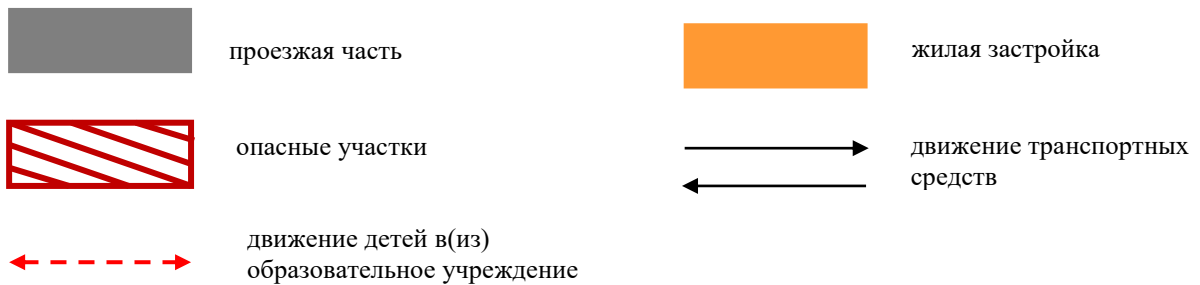 проезжая часть
жилая застройка
опасные участки
движение транспортных
средств
движение детей в(из)
образовательное учреждение